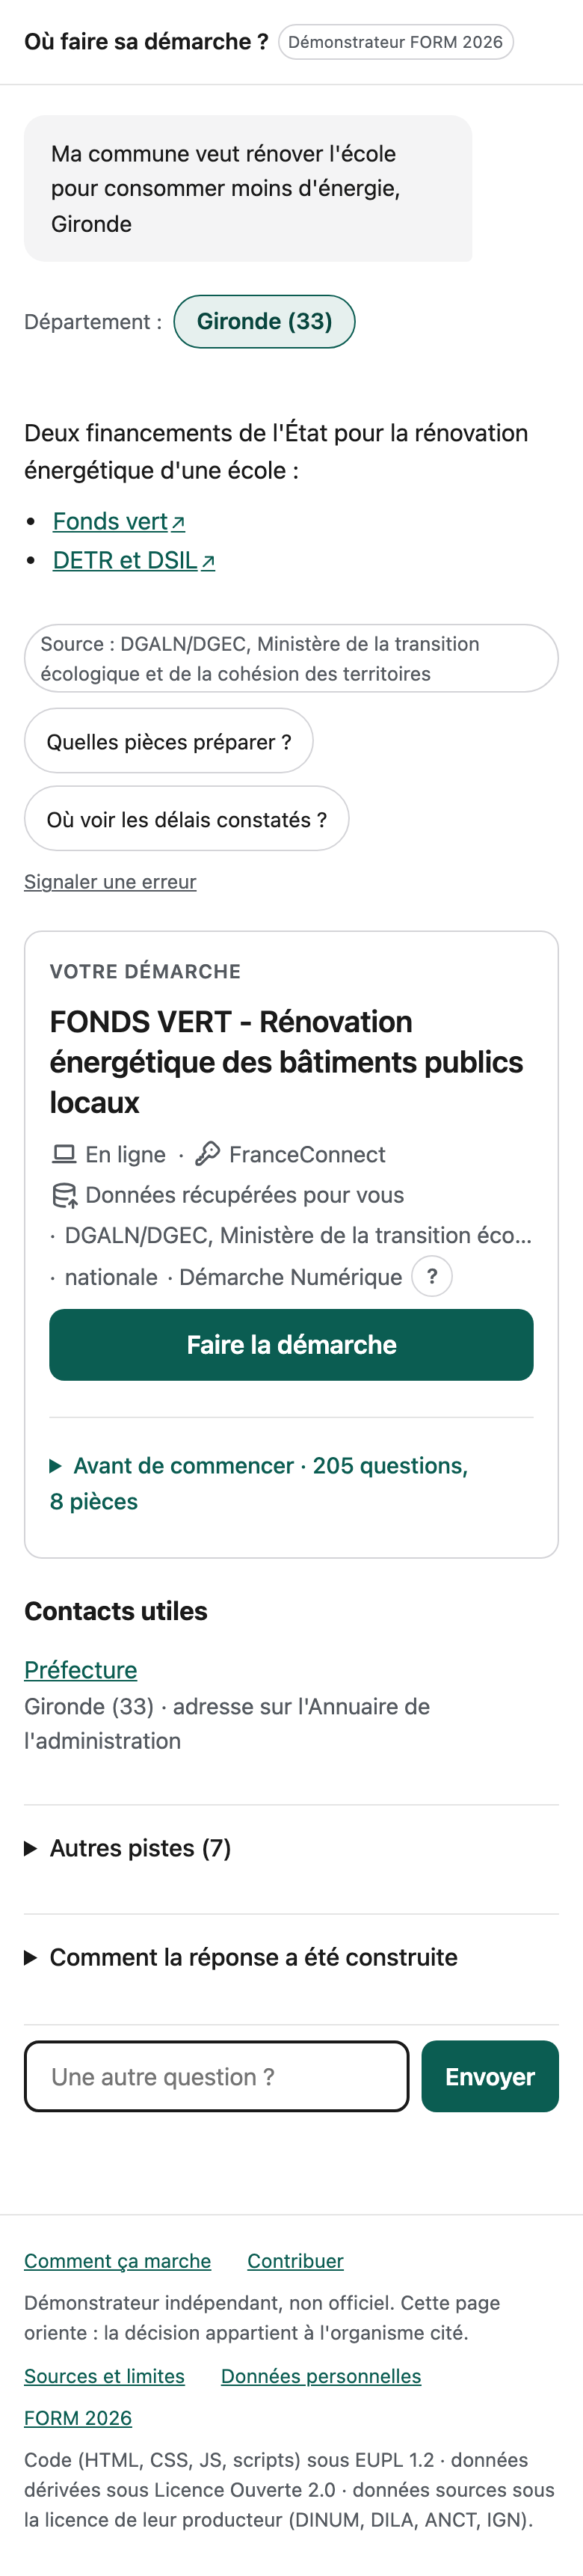 Où faire sa démarche ? Démonstrateur FORM 2026
Ma commune veut rénover l'école
pour consommer moins d'énergie,
Gironde
Département : Gironde (33)
Deux financements de l'État pour la rénovation
énergétique d'une école :
• Fonds vert ↗
• DETR et DSIL ↗
Source : DGALN/DGEC, Ministère de la transition
écologique et de la cohésion des territoires
Quelles pièces préparer ?
Où voir les délais constatés ?
Signaler une erreur
VOTRE DÉMARCHE
FONDS VERT - Rénovation
énergétique des bâtiments publics
locaux
En ligne · FranceConnect
Données récupérées pour vous
· DGALN/DGEC, Ministère de la transition éco...
· nationale · Démarche Numérique ?
Faire la démarche
▶ Avant de commencer · 205 questions,
8 pièces
Contacts utiles
Préfecture
Gironde (33) · adresse sur l'Annuaire de
l'administration
▶ Autres pistes (7)
▶ Comment la réponse a été construite
Une autre question ? Envoyer
Comment ça marche Contribuer
Démonstrateur indépendant, non officiel. Cette page
oriente : la décision appartient à l'organisme cité.
Sources et limites Données personnelles
FORM 2026
Code (HTML, CSS, JS, scripts) sous EUPL 1.2 · données
dérivées sous Licence Ouverte 2.0 · données sources sous
la licence de leur producteur (DINUM, DILA, ANCT, IGN).